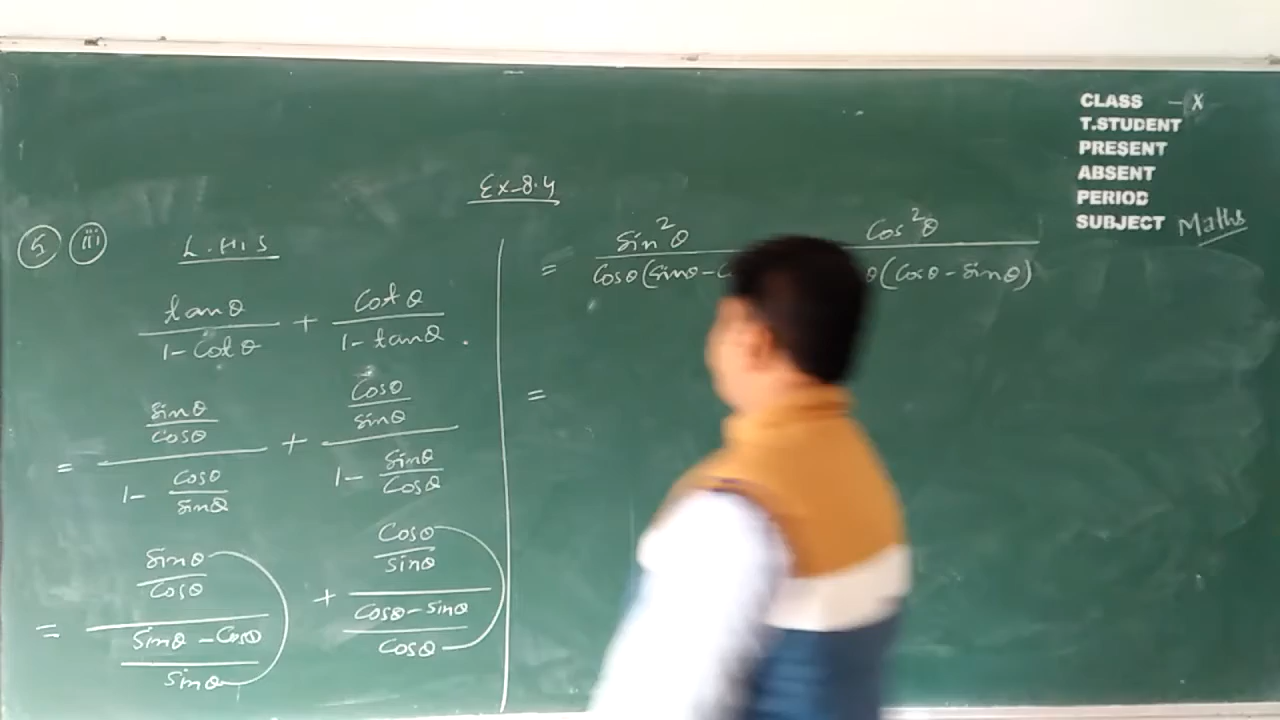 CLASS - X
T.STUDENT
PRESENT
ABSENT
PERIOD
SUBJECT Maths
Ex-8.4
5 iii
L.H.S
tanθ / 1-Cotθ + Cotθ / 1-tanθ
= sinθ/cosθ / 1- cosθ/sinθ + Cosθ/sinθ / 1- sinθ/Cosθ
= sinθ/cosθ / sinθ-Cosθ/sinθ + Cosθ/sinθ / Cosθ-sinθ/Cosθ
= sin²θ / Cosθ(sinθ- Cos²θ / θ(Cosθ-sinθ)
=